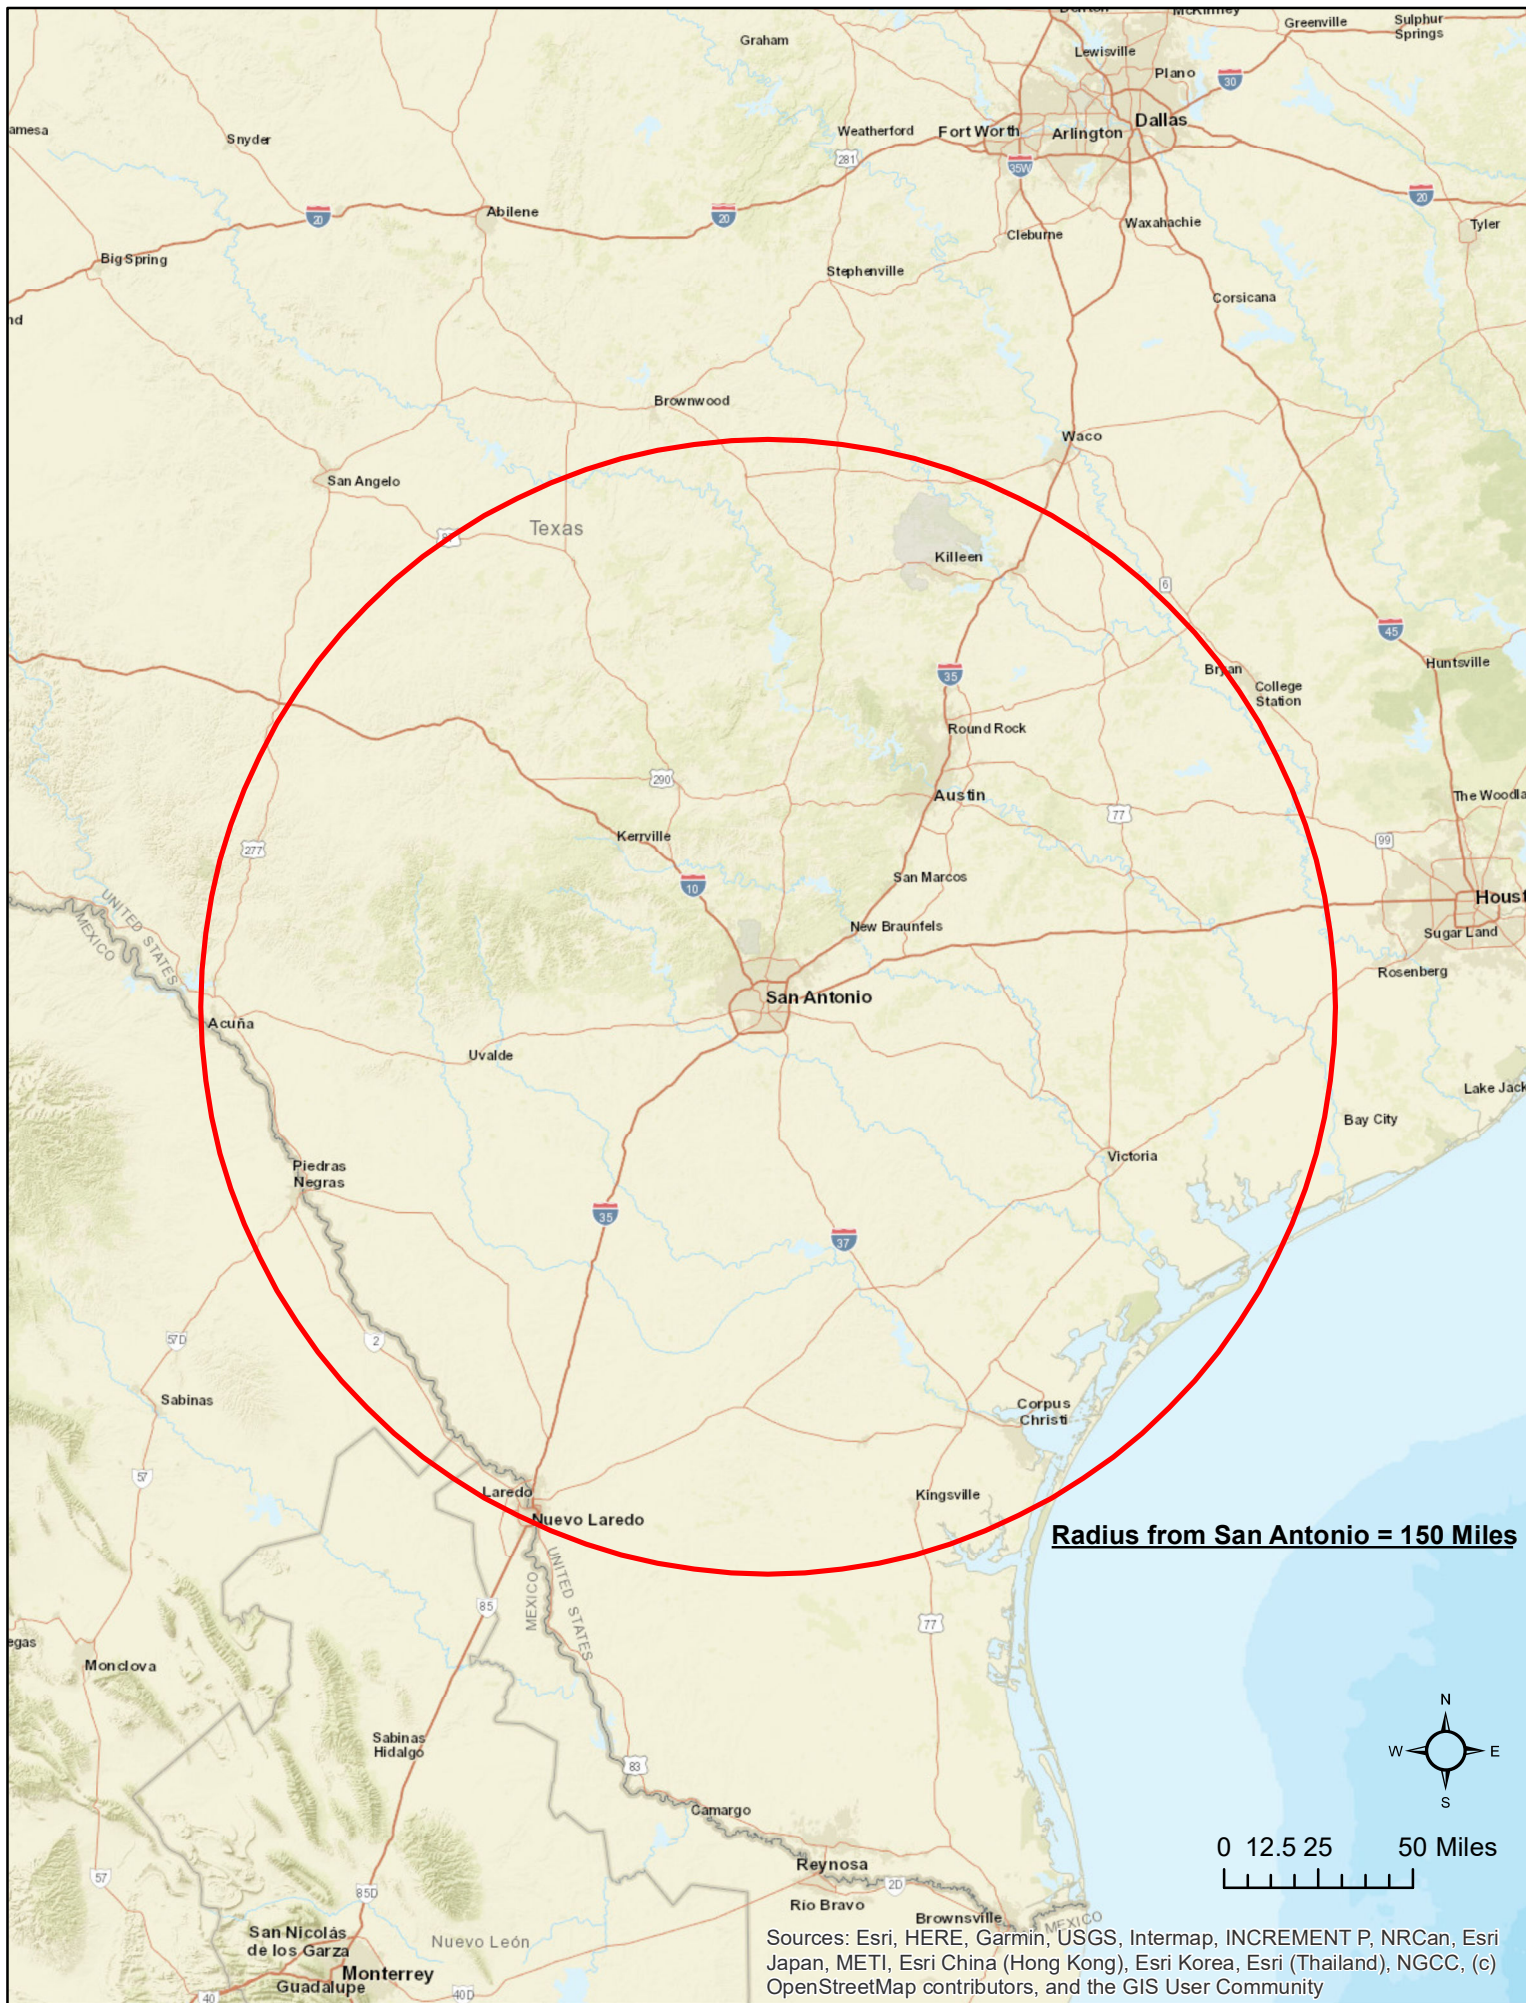 Denton
McKinney
Greenville
Sulphur
Springs
Graham
Lewisville
Plano
30
amesa
Snyder
Weatherford
Fort Worth
Arlington
Dallas
281
35W
20
Abilene
20
20
Cleburne
Waxahachie
Tyler
Big Spring
Stephenville
Corsicana
nd
Brownwood
Waco
San Angelo
Texas
Killeen
6
45
Bryan
College
Station
Huntsville
35
Round Rock
290
Austin
77
The Woodla
Kerrville
99
277
10
San Marcos
UNITED STATES
MEXICO
Houst
New Braunfels
Sugar Land
Rosenberg
San Antonio
Acuña
Uvalde
Lake Jack
Bay City
Piedras
Negras
Victoria
35
37
57D
2
Sabinas
Corpus
Christi
57
Laredo
Kingsville
Nuevo Laredo
Radius from San Antonio = 150 Miles
UNITED STATES
MEXICO
85
77
egas
Monclova
Sabinas
Hidalgo
N
W
E
S
83
Camargo
0 12.5 25 50 Miles
Reynosa
57
2D
85D
Río Bravo
Brownsville
MEXICO
San Nicolás
de los Garza
Nuevo León
Monterrey
Guadalupe
40
40D
Sources: Esri, HERE, Garmin, USGS, Intermap, INCREMENT P, NRCan, Esri
Japan, METI, Esri China (Hong Kong), Esri Korea, Esri (Thailand), NGCC, (c)
OpenStreetMap contributors, and the GIS User Community